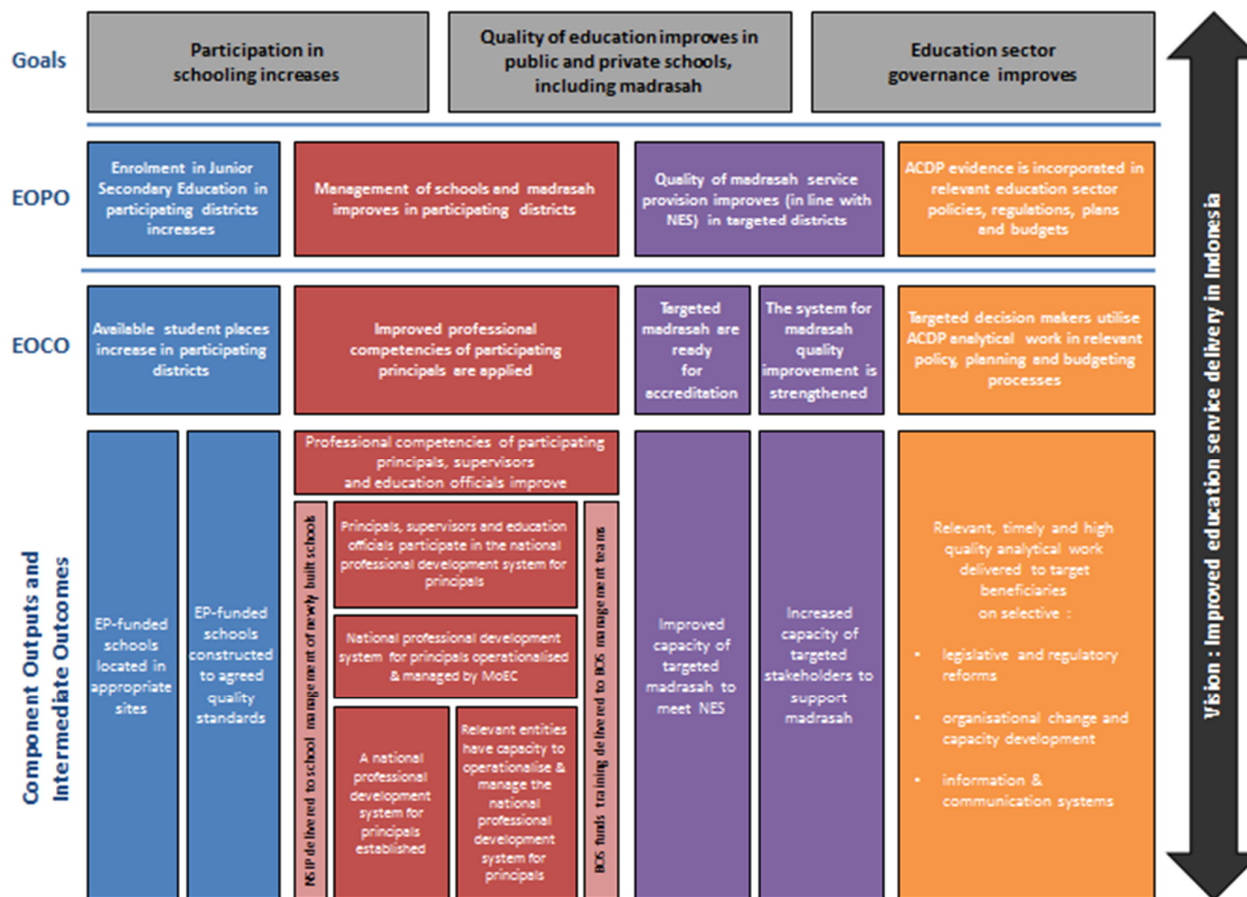 Goals
Participation in
schooling increases
Quality of education improves in
public and private schools,
including madrasah
Education sector
governance improves
EOPO
Enrolment in Junior
Secondary Education in
participating districts
increases
Management of schools and madrasah
improves in participating districts
Quality of madrasah service
provision improves (in line with
NES) in targeted districts
ACDP evidence is incorporated in
relevant education sector
policies, regulations, plans
and budgets
EOCO
Available student places
increase in participating
districts
Improved professional
competencies of participating
principals are applied
Targeted
madrasah are
ready
for
accreditation
The system for
madrasah
quality
improvement is
strengthened
Targeted decision makers utilise
ACDP analytical work in relevant
policy, planning and budgeting
processes
Component Outputs and
Intermediate Outcomes
EP-funded
schools
located in
appropriate
sites
EP-funded
schools
constructed
to agreed
quality
standards
Professional competencies of participating
principals, supervisors
and education officials improve
NSIP delivered to school management of newly built schools
Principals, supervisors and education
officials participate in the national
professional development system for
principals
National professional development
system for principals operationalised
& managed by MoEC
A national
professional
development
system for
principals
established
Relevant entities
have capacity to
operationalise &
manage the
national
professional
development
system for
principals
BOS funds training delivered to BOS management teams
Improved
capacity of
targeted
madrasah to
meet NES
Increased
capacity of
targeted
stakeholders to
support
madrasah
Relevant, timely and high
quality analytical work
delivered to target
beneficiaries
on selective :
• legislative and regulatory
reforms
• organisational change and
capacity development
• information &
communication systems
Vision : Improved education service delivery in Indonesia